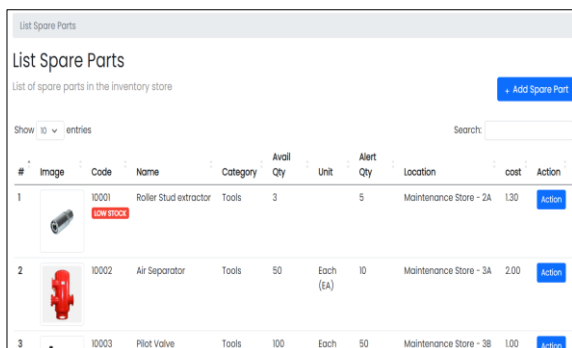 List Spare Parts
List Spare Parts
List of spare parts in the inventory store
+ Add Spare Part
Show 10 entries Search:
# Image Code Name Category Avail Qty Unit Alert Qty Location cost Action
1 10001 Roller Stud extractor Tools 3 5 Maintenance Store - 2A 1.30 Action
LOW STOCK
2 10002 Air Separator Tools 50 Each (EA) 10 Maintenance Store - 3A 2.00 Action
3 10003 Pilot Valve Tools 100 Each 50 Maintenance Store - 3B 1.00 Action